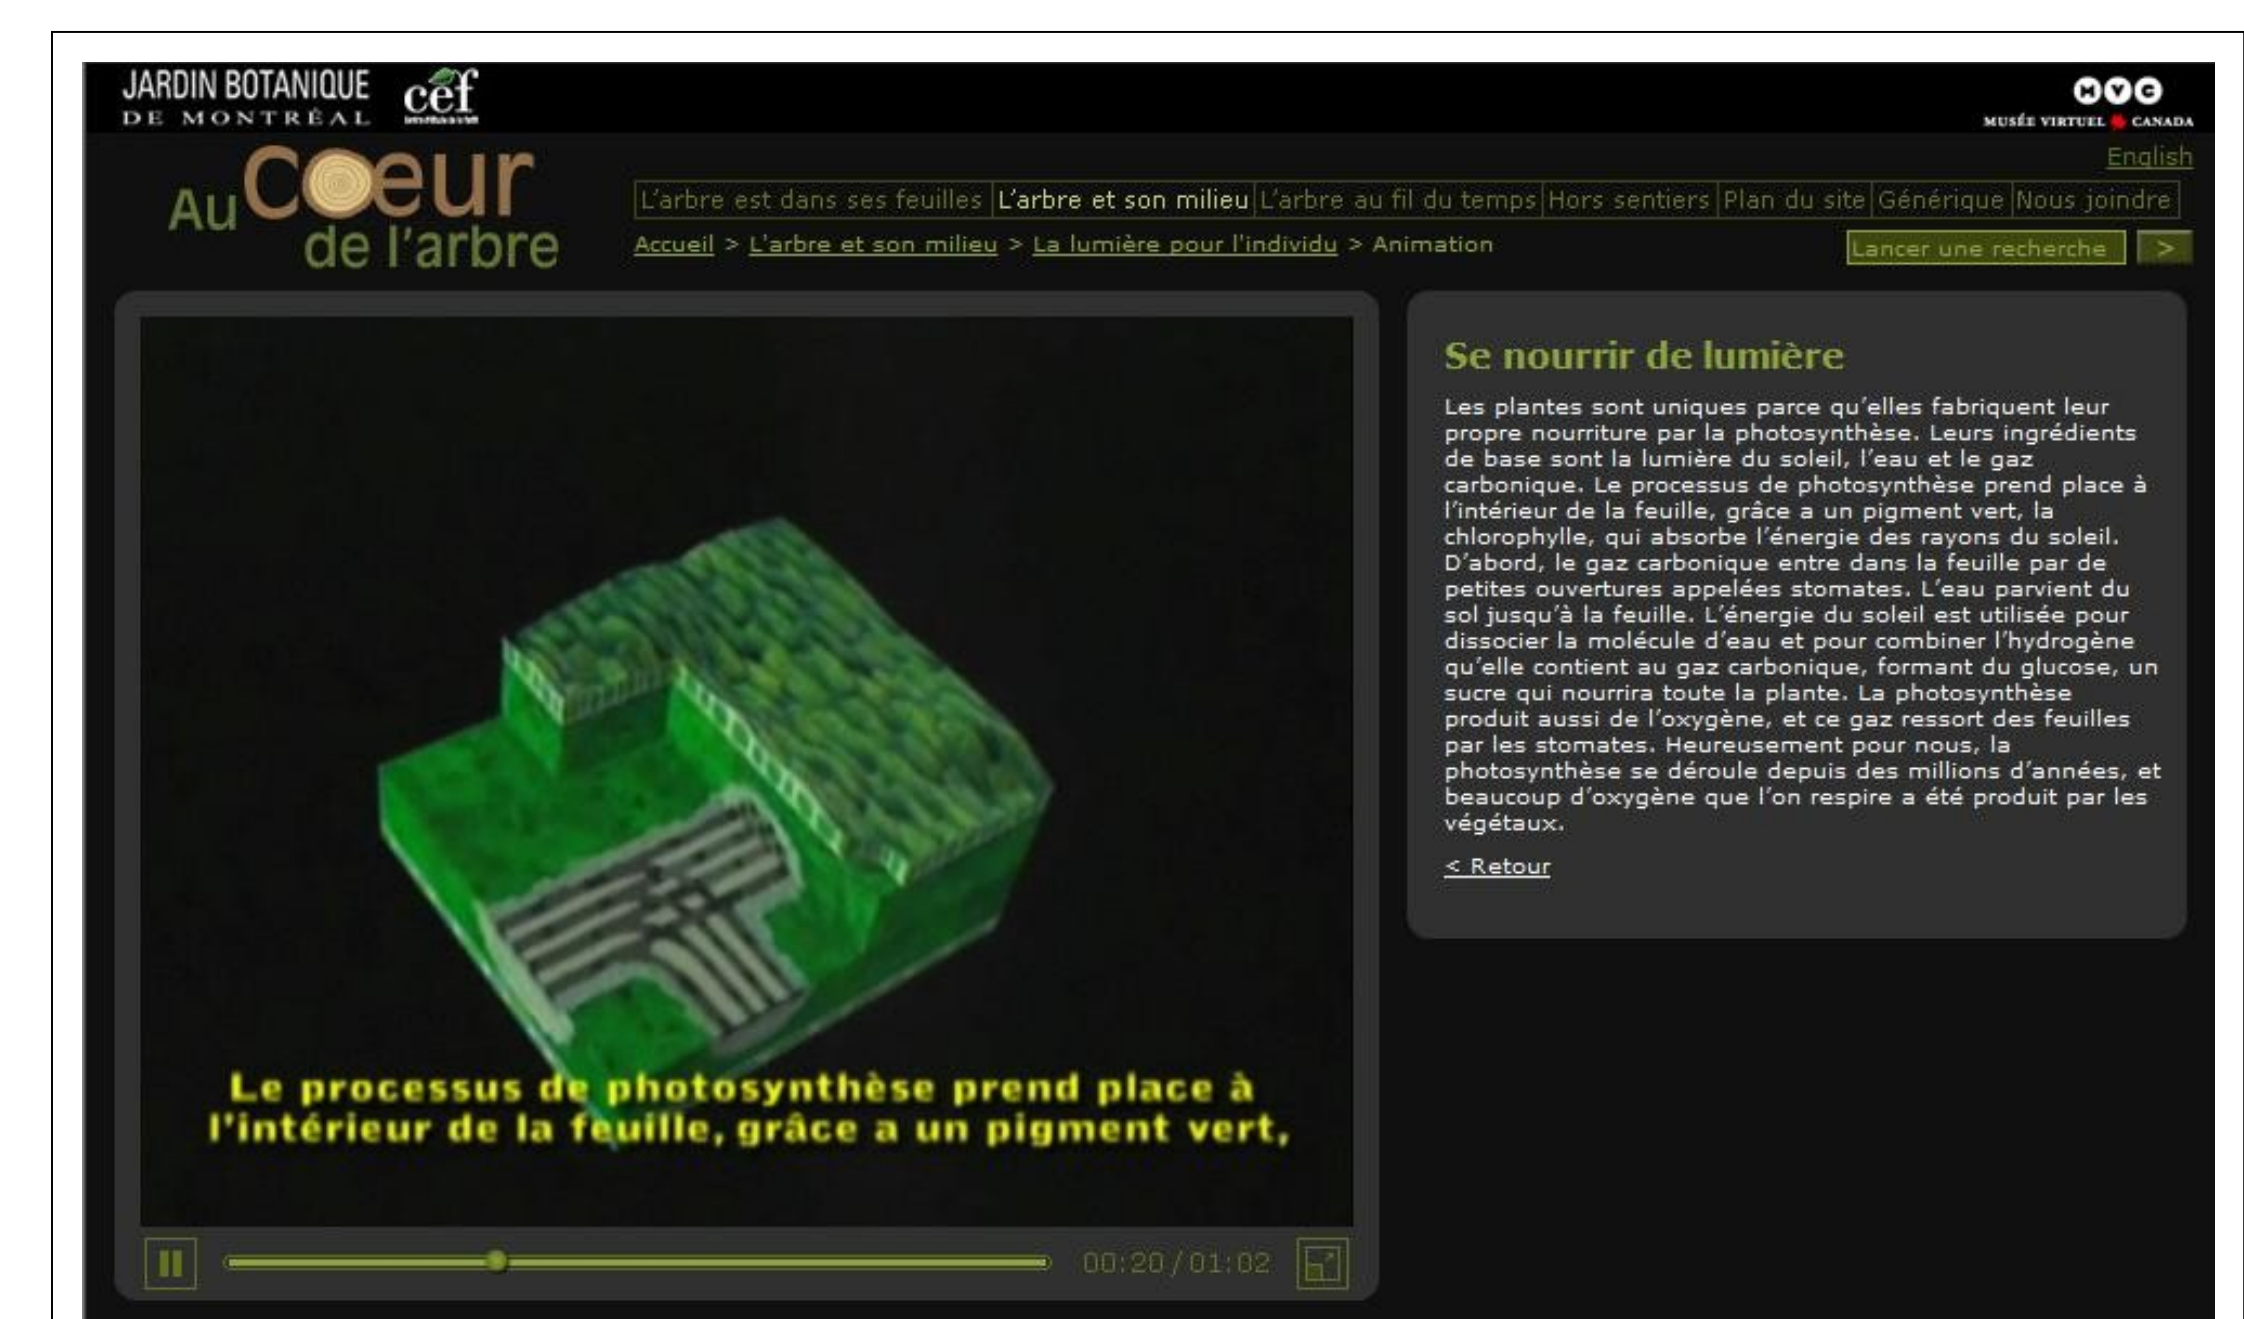 JARDIN BOTANIQUE
DE MONTRÉAL
cef
MVC
MUSÉE VIRTUEL CANADA
English
Au Coeur
de l'arbre
L'arbre est dans ses feuilles L'arbre et son milieu L'arbre au fil du temps Hors sentiers Plan du site Générique Nous joindre
Accueil > L'arbre et son milieu > La lumière pour l'individu > Animation
Lancer une recherche >
Le processus de photosynthèse prend place à
l'intérieur de la feuille, grâce a un pigment vert,
00:20/01:02
Se nourrir de lumière
Les plantes sont uniques parce qu'elles fabriquent leur
propre nourriture par la photosynthèse. Leurs ingrédients
de base sont la lumière du soleil, l'eau et le gaz
carbonique. Le processus de photosynthèse prend place à
l'intérieur de la feuille, grâce a un pigment vert, la
chlorophylle, qui absorbe l'énergie des rayons du soleil.
D'abord, le gaz carbonique entre dans la feuille par de
petites ouvertures appelées stomates. L'eau parvient du
sol jusqu'à la feuille. L'énergie du soleil est utilisée pour
dissocier la molécule d'eau et pour combiner l'hydrogène
qu'elle contient au gaz carbonique, formant du glucose, un
sucre qui nourrira toute la plante. La photosynthèse
produit aussi de l'oxygène, et ce gaz ressort des feuilles
par les stomates. Heureusement pour nous, la
photosynthèse se déroule depuis des millions d'années, et
beaucoup d'oxygène que l'on respire a été produit par les
végétaux.
< Retour